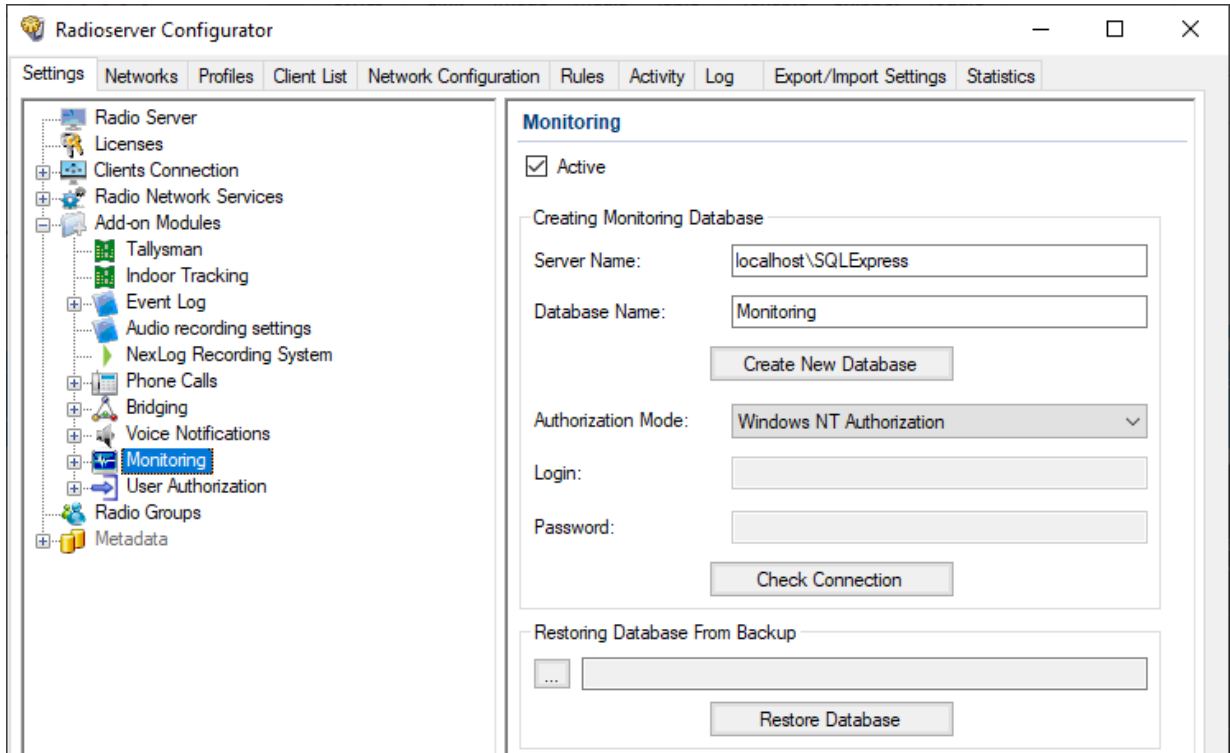 Radioserver Configurator
Settings Networks Profiles Client List Network Configuration Rules Activity Log Export/Import Settings Statistics
Radio Server
Licenses
Clients Connection
Radio Network Services
Add-on Modules
Tallysman
Indoor Tracking
Event Log
Audio recording settings
NexLog Recording System
Phone Calls
Bridging
Voice Notifications
Monitoring
User Authorization
Radio Groups
Metadata
Monitoring
Active
Creating Monitoring Database
Server Name: localhost\SQLExpress
Database Name: Monitoring
Create New Database
Authorization Mode: Windows NT Authorization
Login:
Password:
Check Connection
Restoring Database From Backup
...
Restore Database